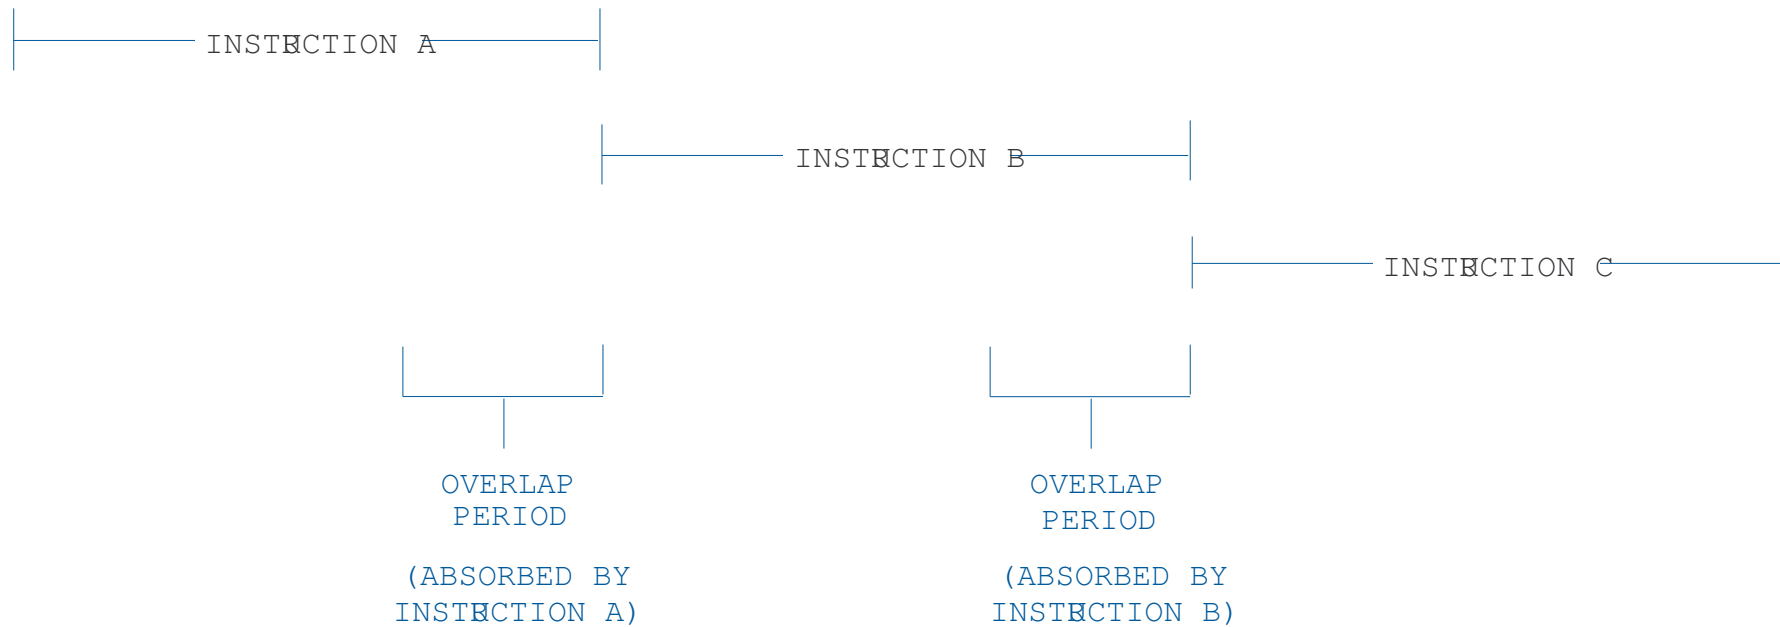 INSTRUCTION A
INSTRUCTION B
INSTRUCTION C
OVERLAP
PERIOD
(ABSORBED BY
INSTRUCTION A)
OVERLAP
PERIOD
(ABSORBED BY
INSTRUCTION B)